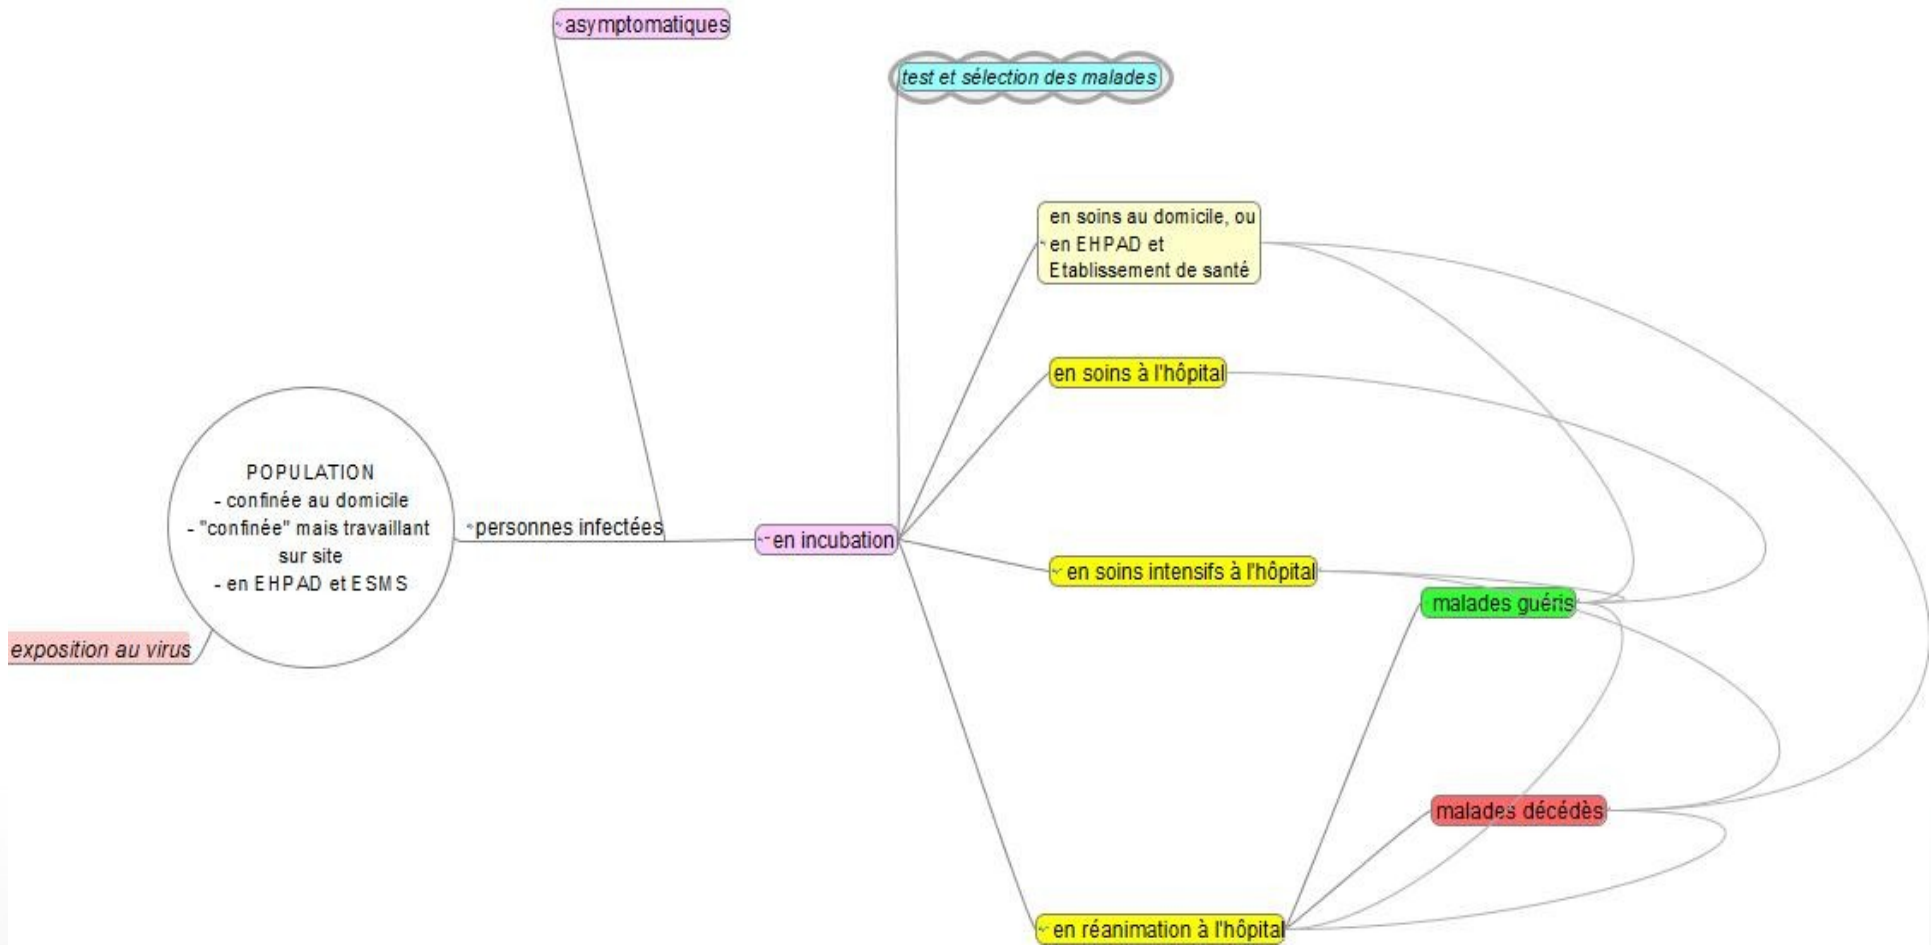 asymptomatiques
test et sélection des malades
en soins au domicile, ou
en EHPAD et
Etablissement de santé
en soins à l'hôpital
POPULATION
- confinée au domicile
- "confinée" mais travaillant
sur site
- en EHPAD et ESMS
personnes infectées
en incubation
en soins intensifs à l'hôpital
malades guéris
exposition au virus
malades décédès
en réanimation à l'hôpital